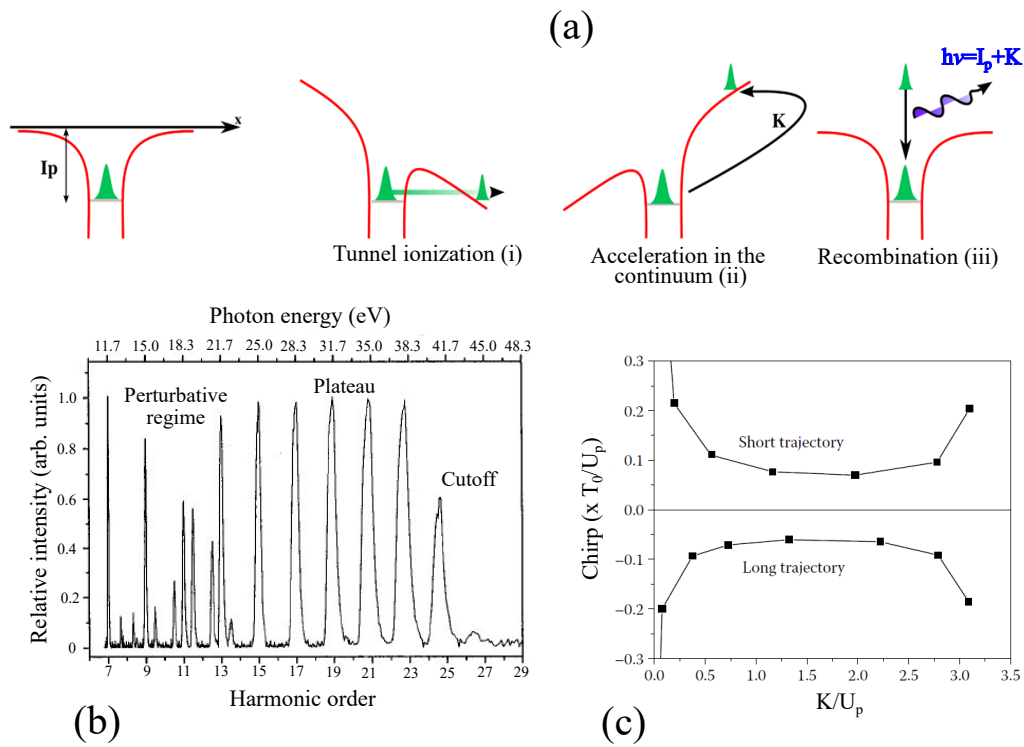 (a)
x
Ip
Tunnel ionization (i)
K
Acceleration in the
continuum (ii)
hν=Ip+K
Recombination (iii)
Photon energy (eV)
11.7 15.0 18.3 21.7 25.0 28.3 31.7 35.0 38.3 41.7 45.0 48.3
Relative intensity (arb. units)
1.0
0.8
0.6
0.4
0.2
0
Perturbative
regime
Plateau
Cutoff
7 9 11 13 15 17 19 21 23 25 27 29
Harmonic order
(b)
Chirp (x T0/Up)
0.3
0.2
0.1
0.0
−0.1
−0.2
−0.3
Short trajectory
Long trajectory
0.0 0.5 1.0 1.5 2.0 2.5 3.0 3.5
K/Up
(c)